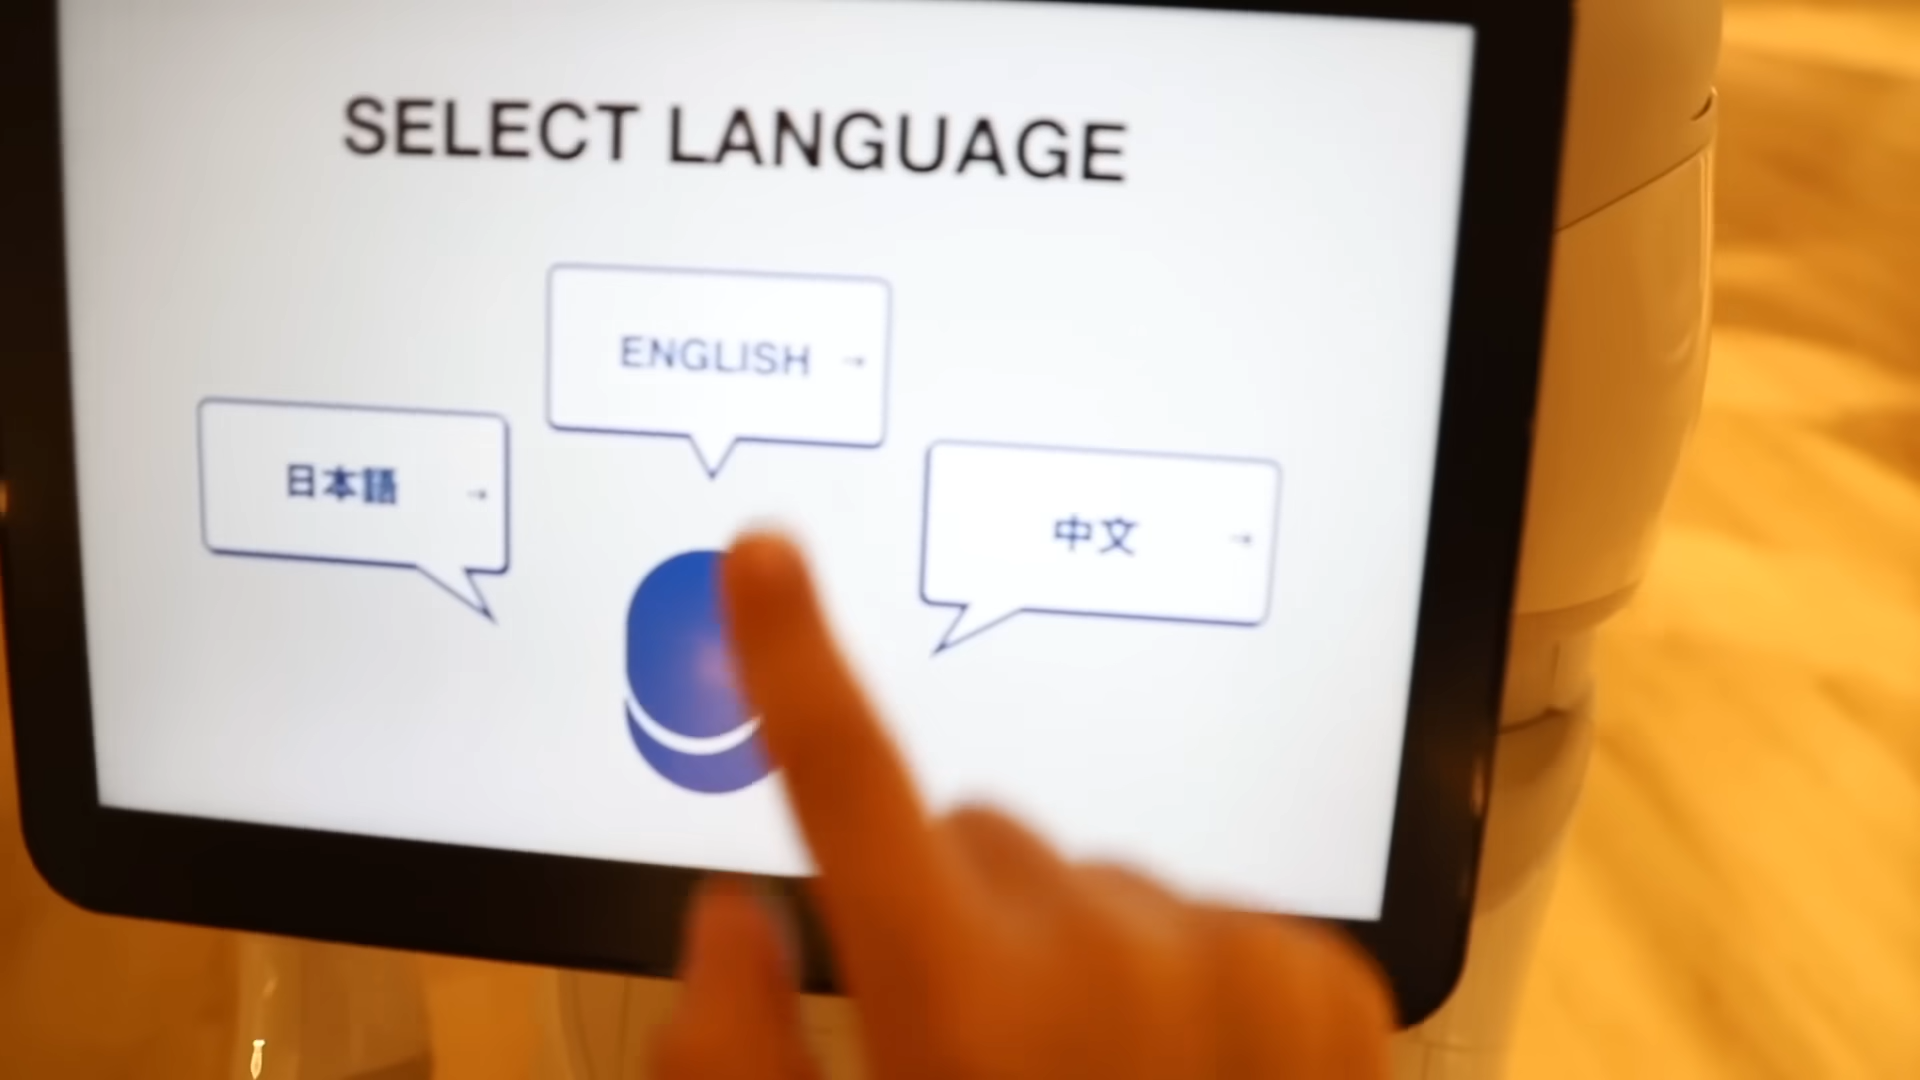 SELECT LANGUAGE
ENGLISH →
日本語 →
中文 →